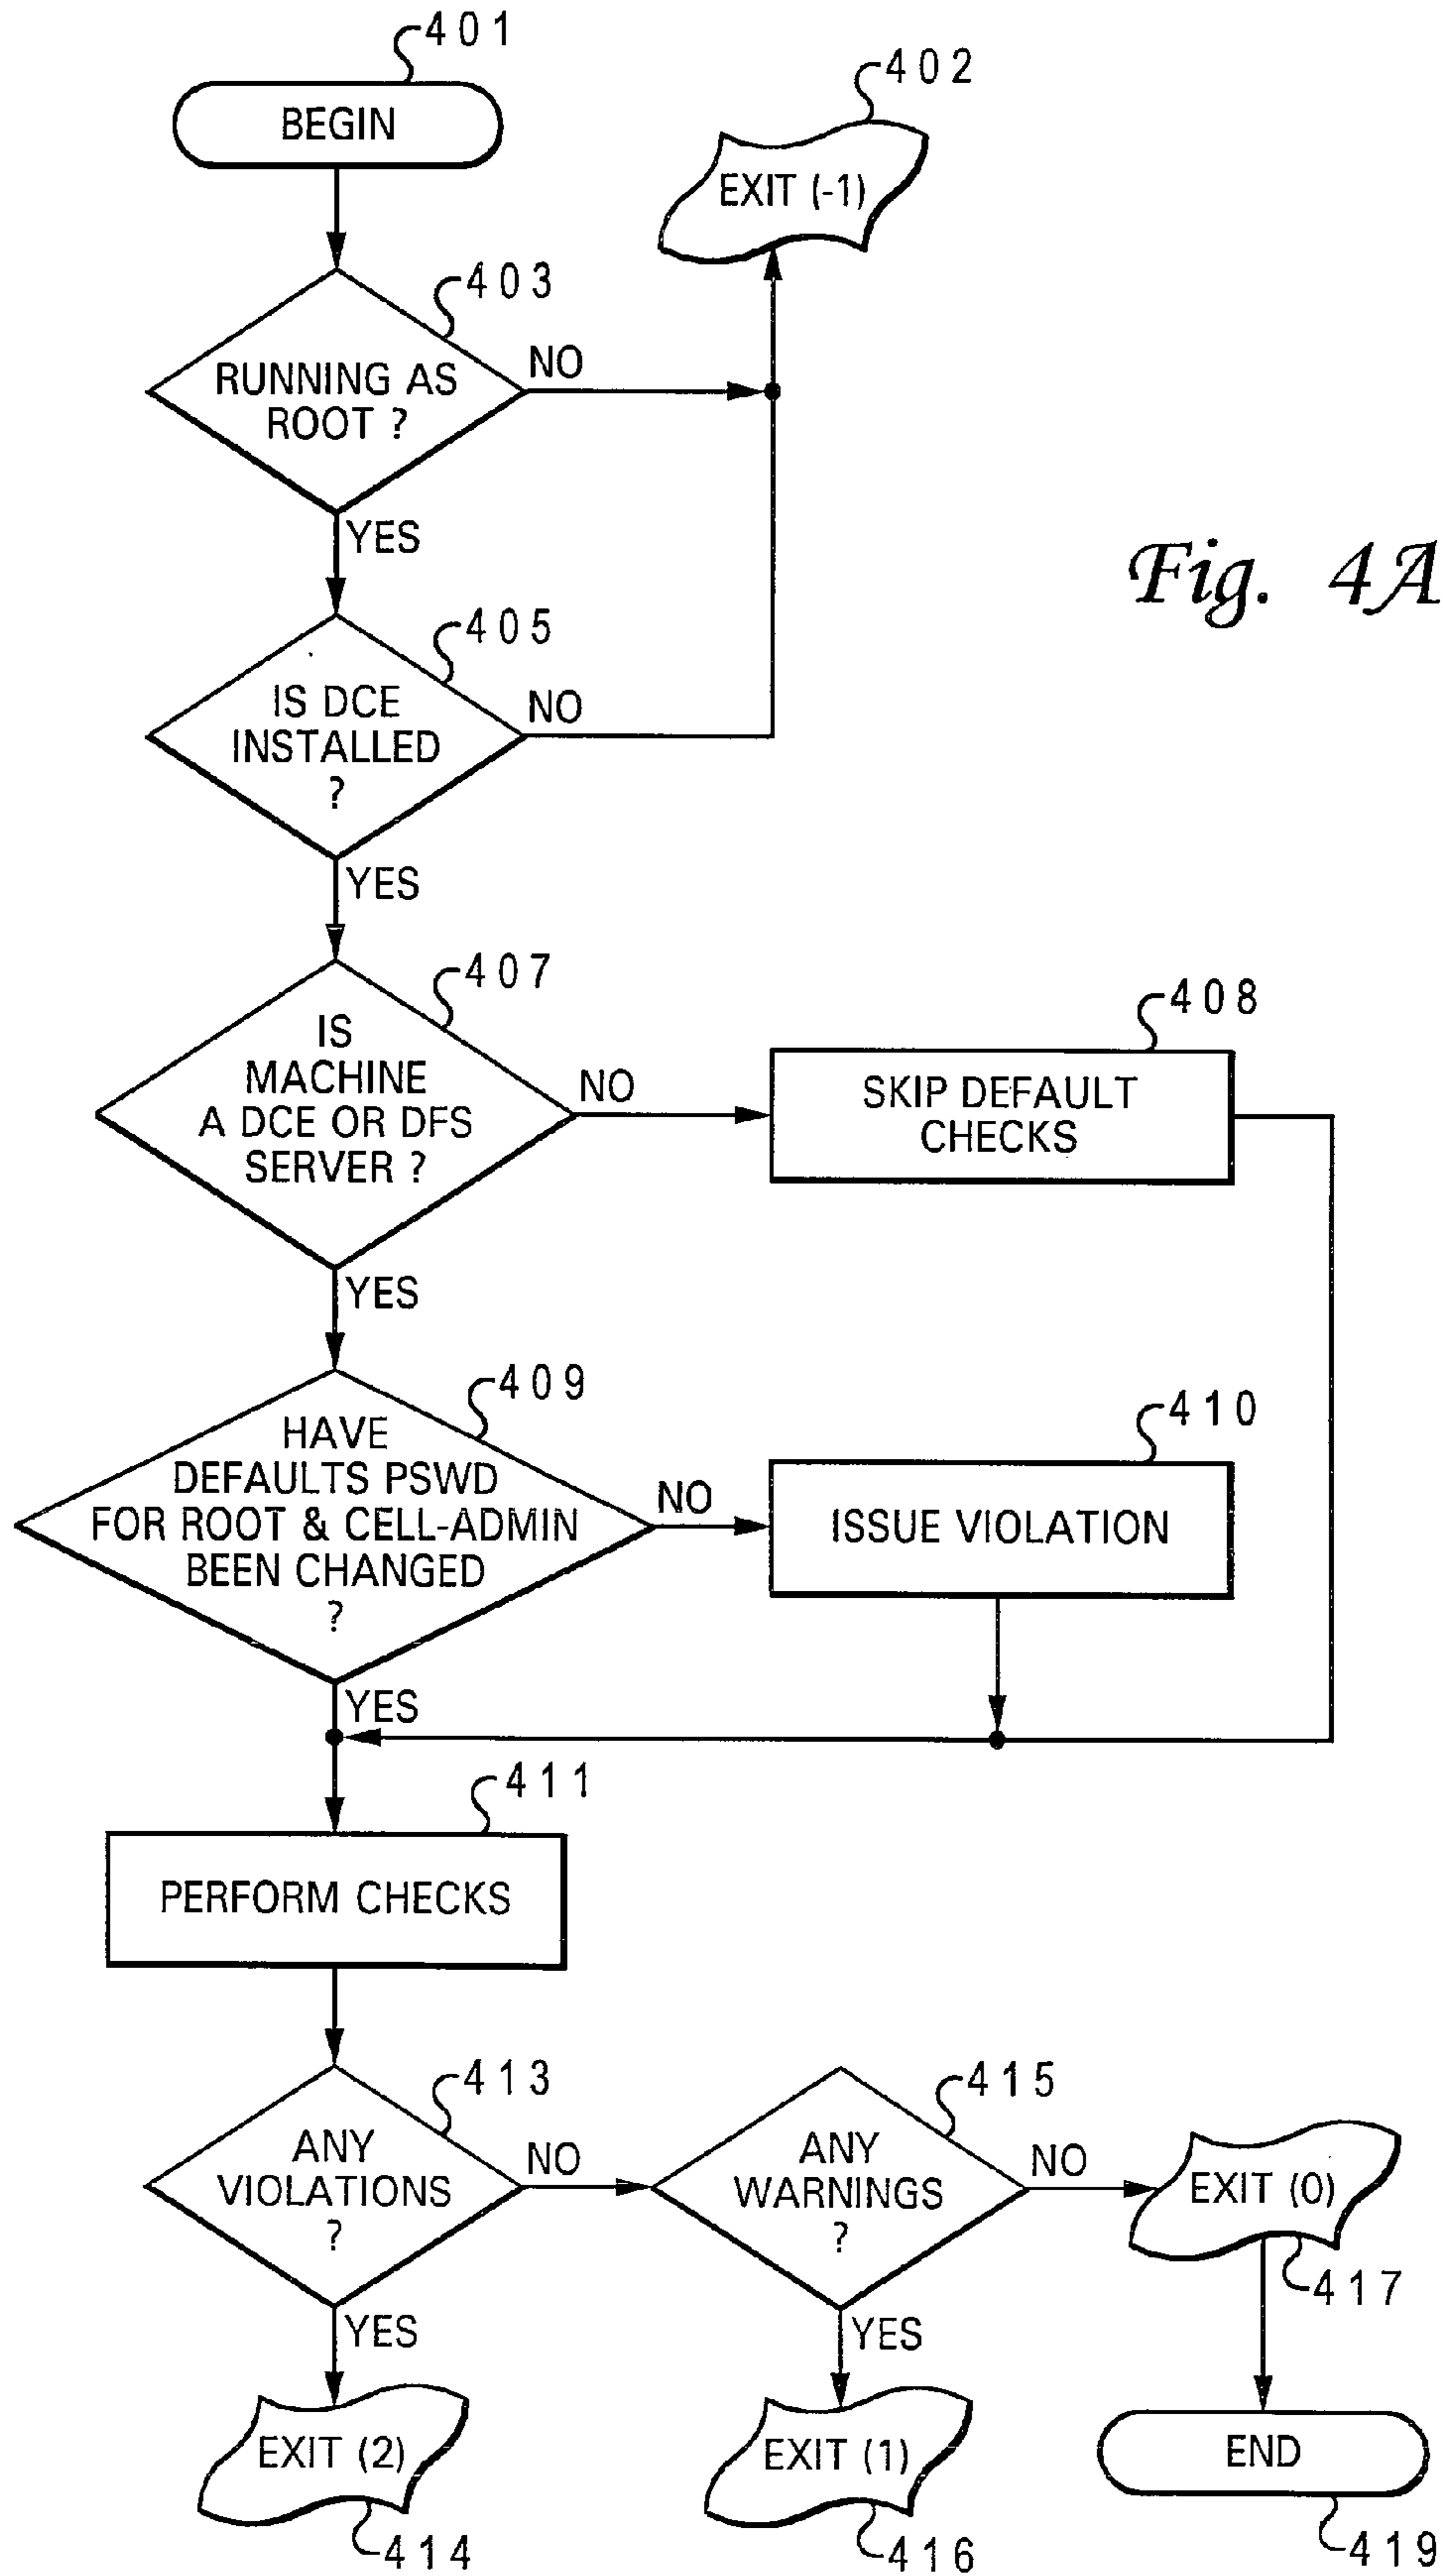 401
BEGIN
402
EXIT (-1)
403
RUNNING AS
ROOT ?
NO
YES
Fig. 4A
405
IS DCE
INSTALLED
?
NO
YES
407
IS
MACHINE
A DCE OR DFS
SERVER ?
NO
408
SKIP DEFAULT
CHECKS
YES
409
HAVE
DEFAULTS PSWD
FOR ROOT & CELL-ADMIN
BEEN CHANGED
?
NO
410
ISSUE VIOLATION
YES
411
PERFORM CHECKS
413
ANY
VIOLATIONS
?
NO
415
ANY
WARNINGS
?
NO
EXIT (0)
417
YES
EXIT (2)
414
YES
EXIT (1)
416
END
419